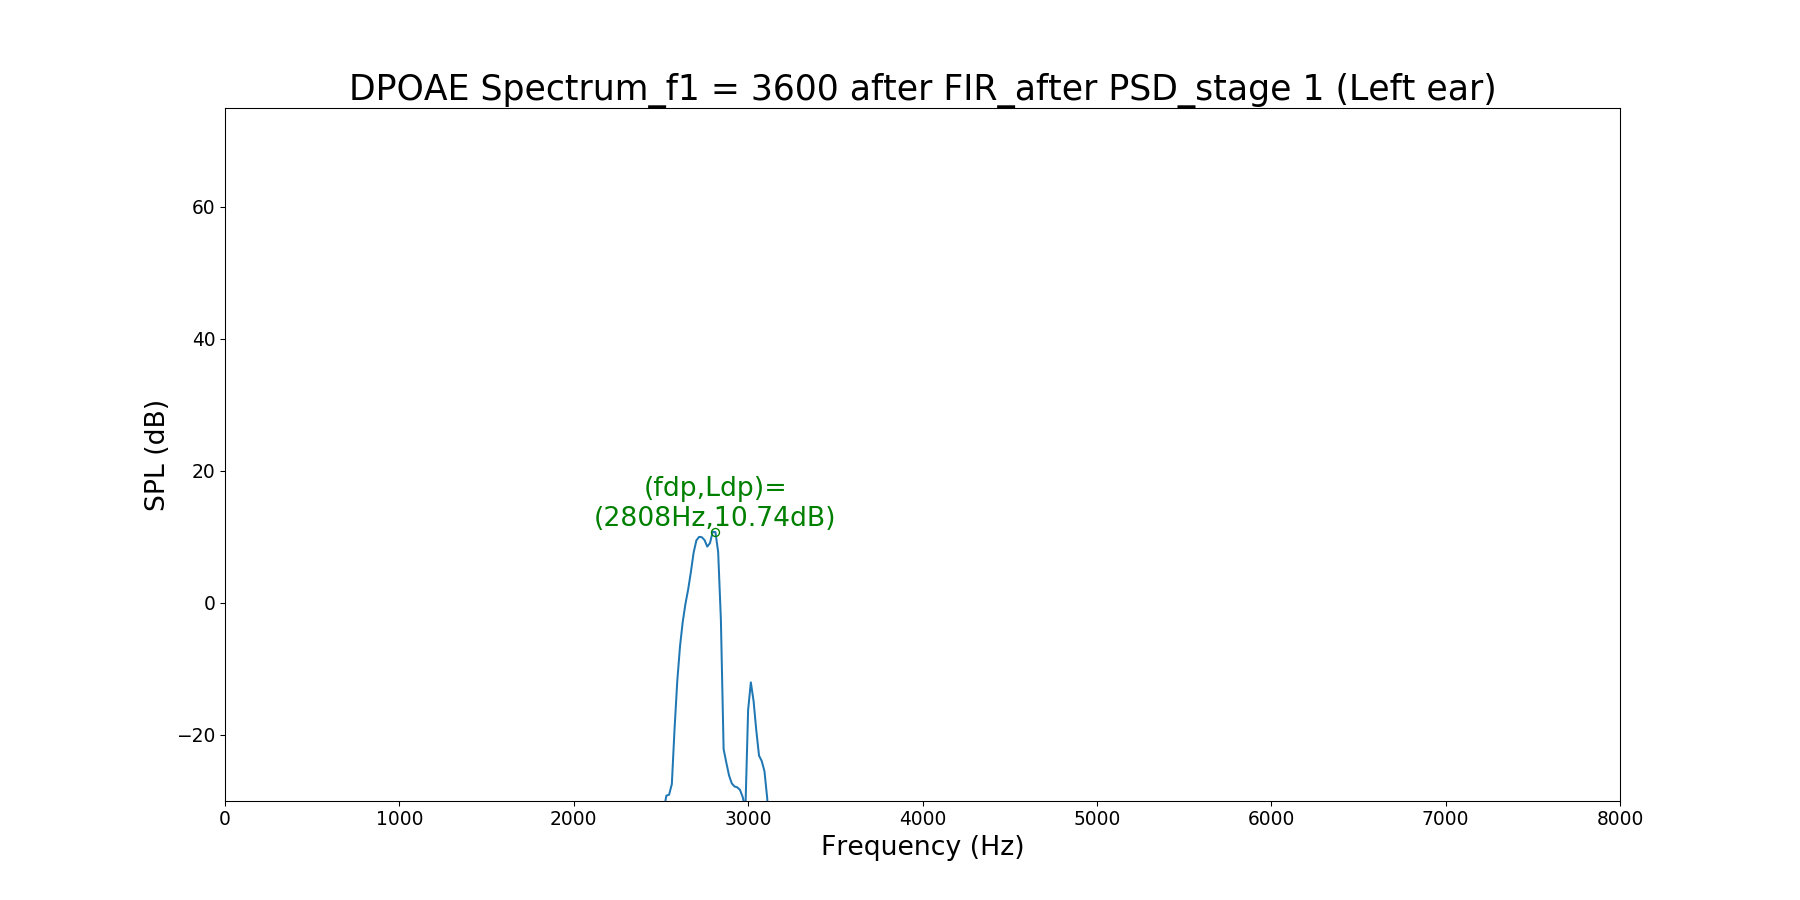 DPOAE Spectrum_f1 = 3600 after FIR_after PSD_stage 1 (Left ear)
60
40
20
0
−20
SPL (dB)
(fdp,Ldp)=
(2808Hz,10.74dB)
0 1000 2000 3000 4000 5000 6000 7000 8000
Frequency (Hz)